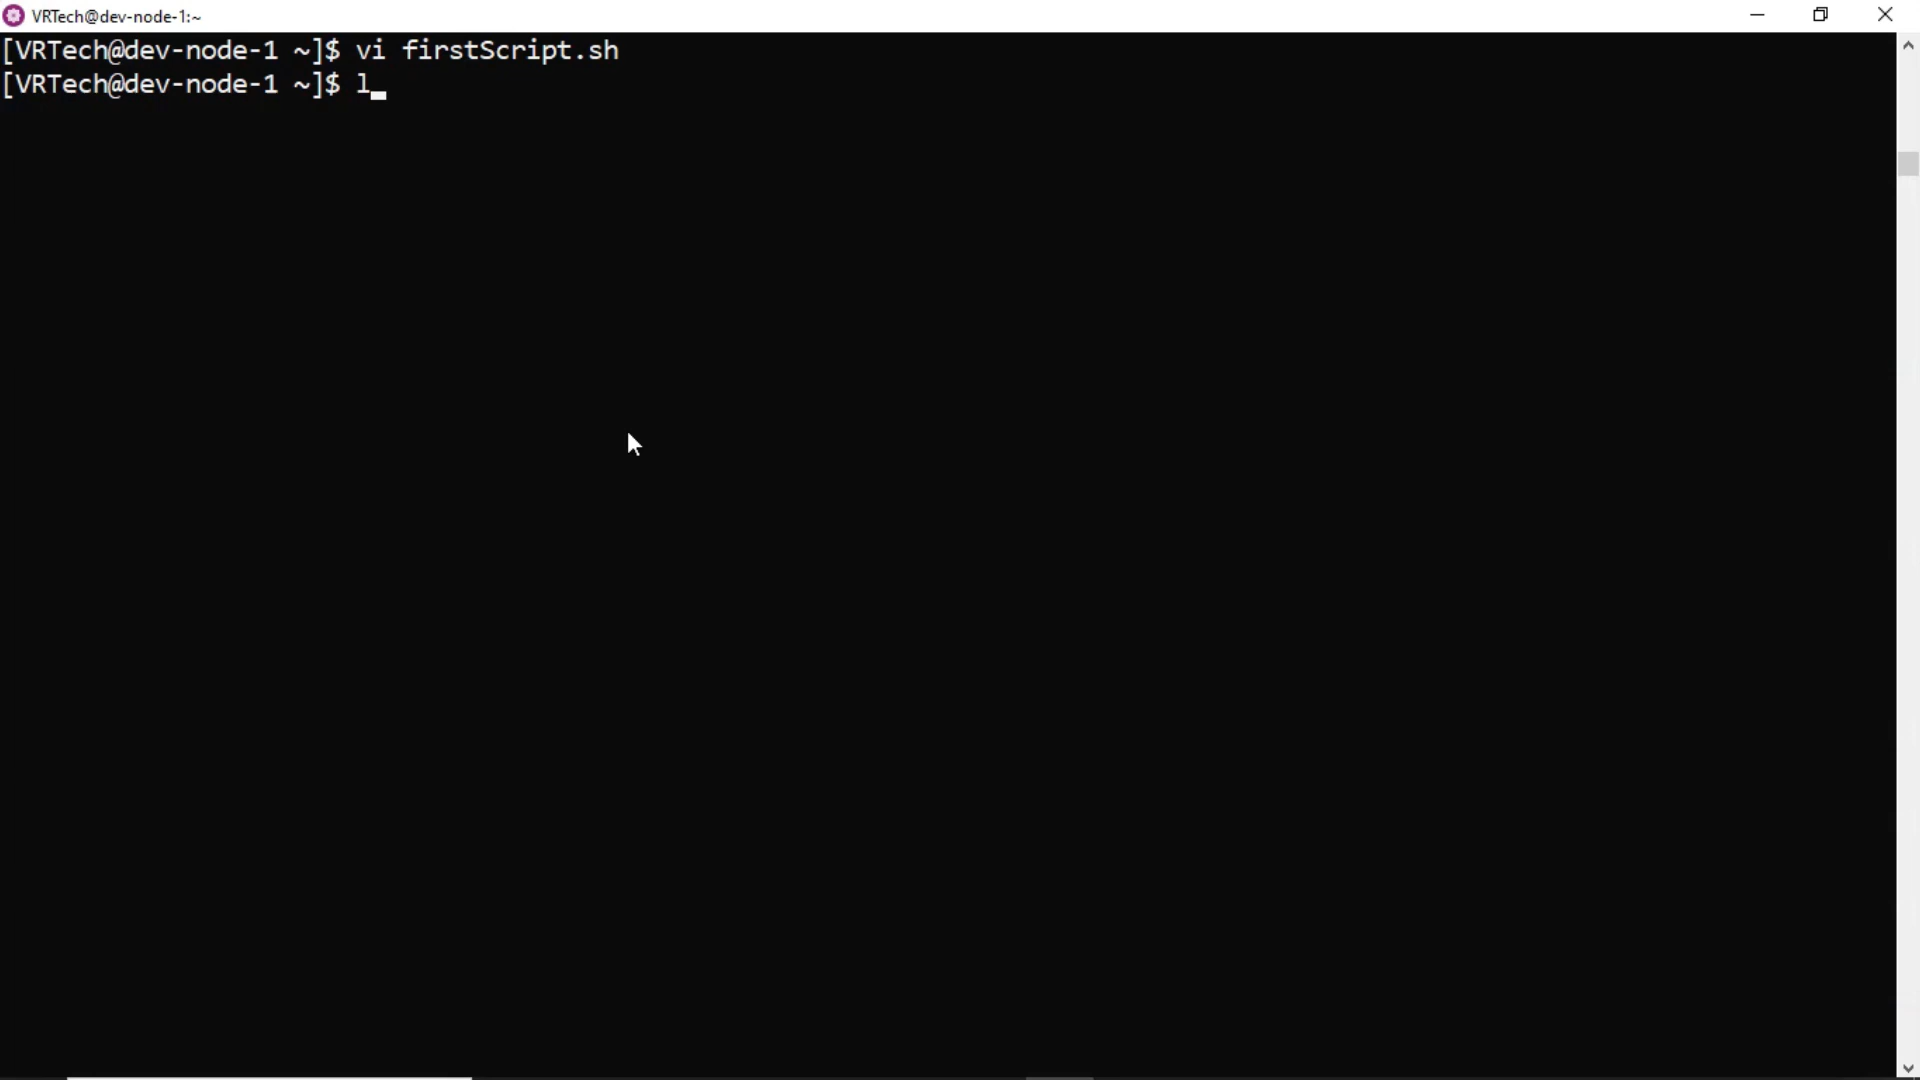 VRTech@dev-node-1:~
[VRTech@dev-node-1 ~]$ vi firstScript.sh
[VRTech@dev-node-1 ~]$ l